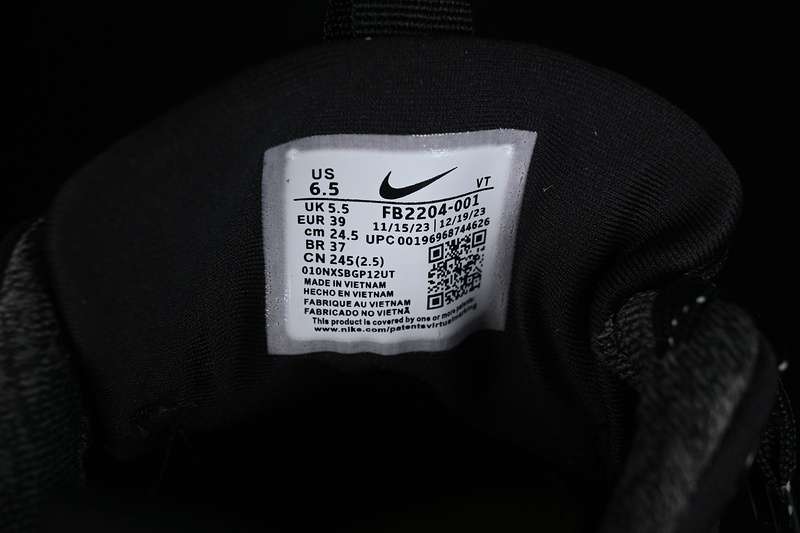 US
6.5
VT
UK 5.5
EUR 39
cm 24.5
BR 37
CN 245(2.5)
FB2204-001
11/15/23 | 12/19/23
UPC 00196968744626
010NXSBGP12UT
MADE IN VIETNAM
HECHO EN VIETNAM
FABRIQUE AU VIETNAM
FABRICADO NO VIETNÃ
This product is covered by one or more patents.
www.nike.com/patentsvirtualmarking